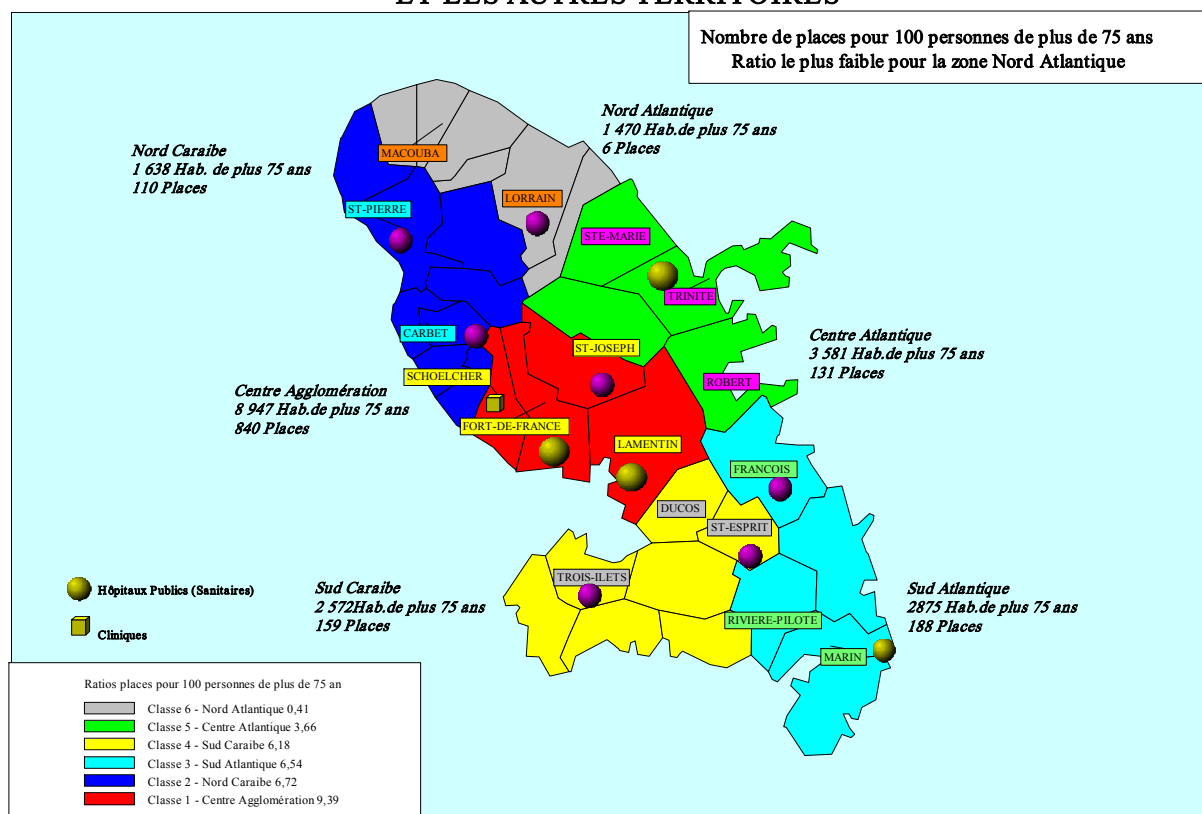 ET LES AUTRES TERRITOIRES
Nombre de places pour 100 personnes de plus de 75 ans
Ratio le plus faible pour la zone Nord Atlantique
Nord Atlantique
1 470 Hab.de plus 75 ans
6 Places
Nord Caraibe
1 638 Hab. de plus 75 ans
110 Places
MACOUBA
LORRAIN
ST-PIERRE
STE-MARIE
TRINITE
CARBET
ST-JOSEPH
Centre Atlantique
3 581 Hab.de plus 75 ans
131 Places
SCHOELCHER
ROBERT
Centre Agglomération
8 947 Hab.de plus 75 ans
840 Places
FORT-DE-FRANCE
LAMENTIN
FRANCOIS
DUCOS
ST-ESPRIT
TROIS-ILETS
Sud Caraibe
2 572Hab.de plus 75 ans
159 Places
Sud Atlantique
2875 Hab.de plus 75 ans
188 Places
RIVIERE-PILOTE
MARIN
Hôpitaux Publics (Sanitaires)
Cliniques
Ratios places pour 100 personnes de plus de 75 an
Classe 6 - Nord Atlantique 0,41
Classe 5 - Centre Atlantique 3,66
Classe 4 - Sud Caraibe 6,18
Classe 3 - Sud Atlantique 6,54
Classe 2 - Nord Caraibe 6,72
Classe 1 - Centre Agglomération 9,39